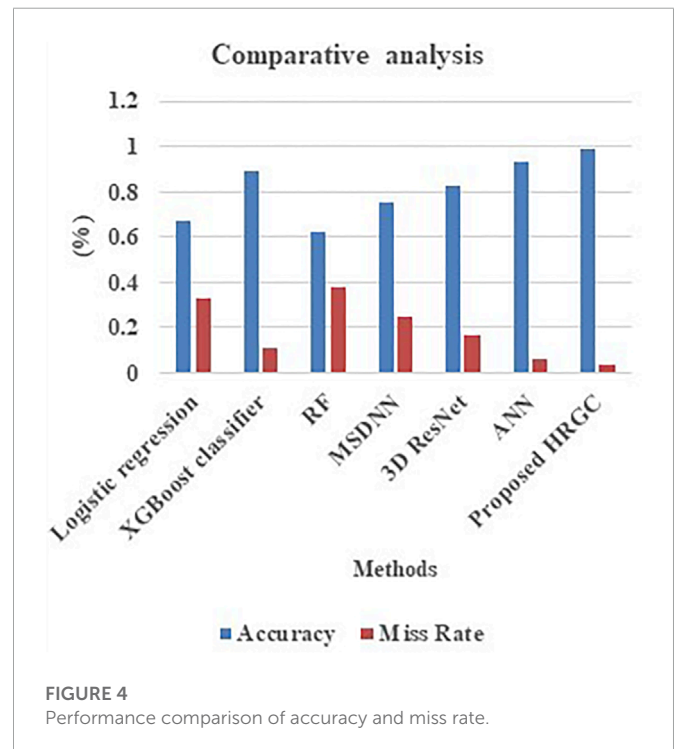 Comparative analysis
1.2
1
0.8
0.6
0.4
0.2
0
(%)
Logistic regression
XGBoost classifier
RF
MSDNN
3D ResNet
ANN
Proposed HRGC
Methods
Accuracy Miss Rate
FIGURE 4
Performance comparison of accuracy and miss rate.